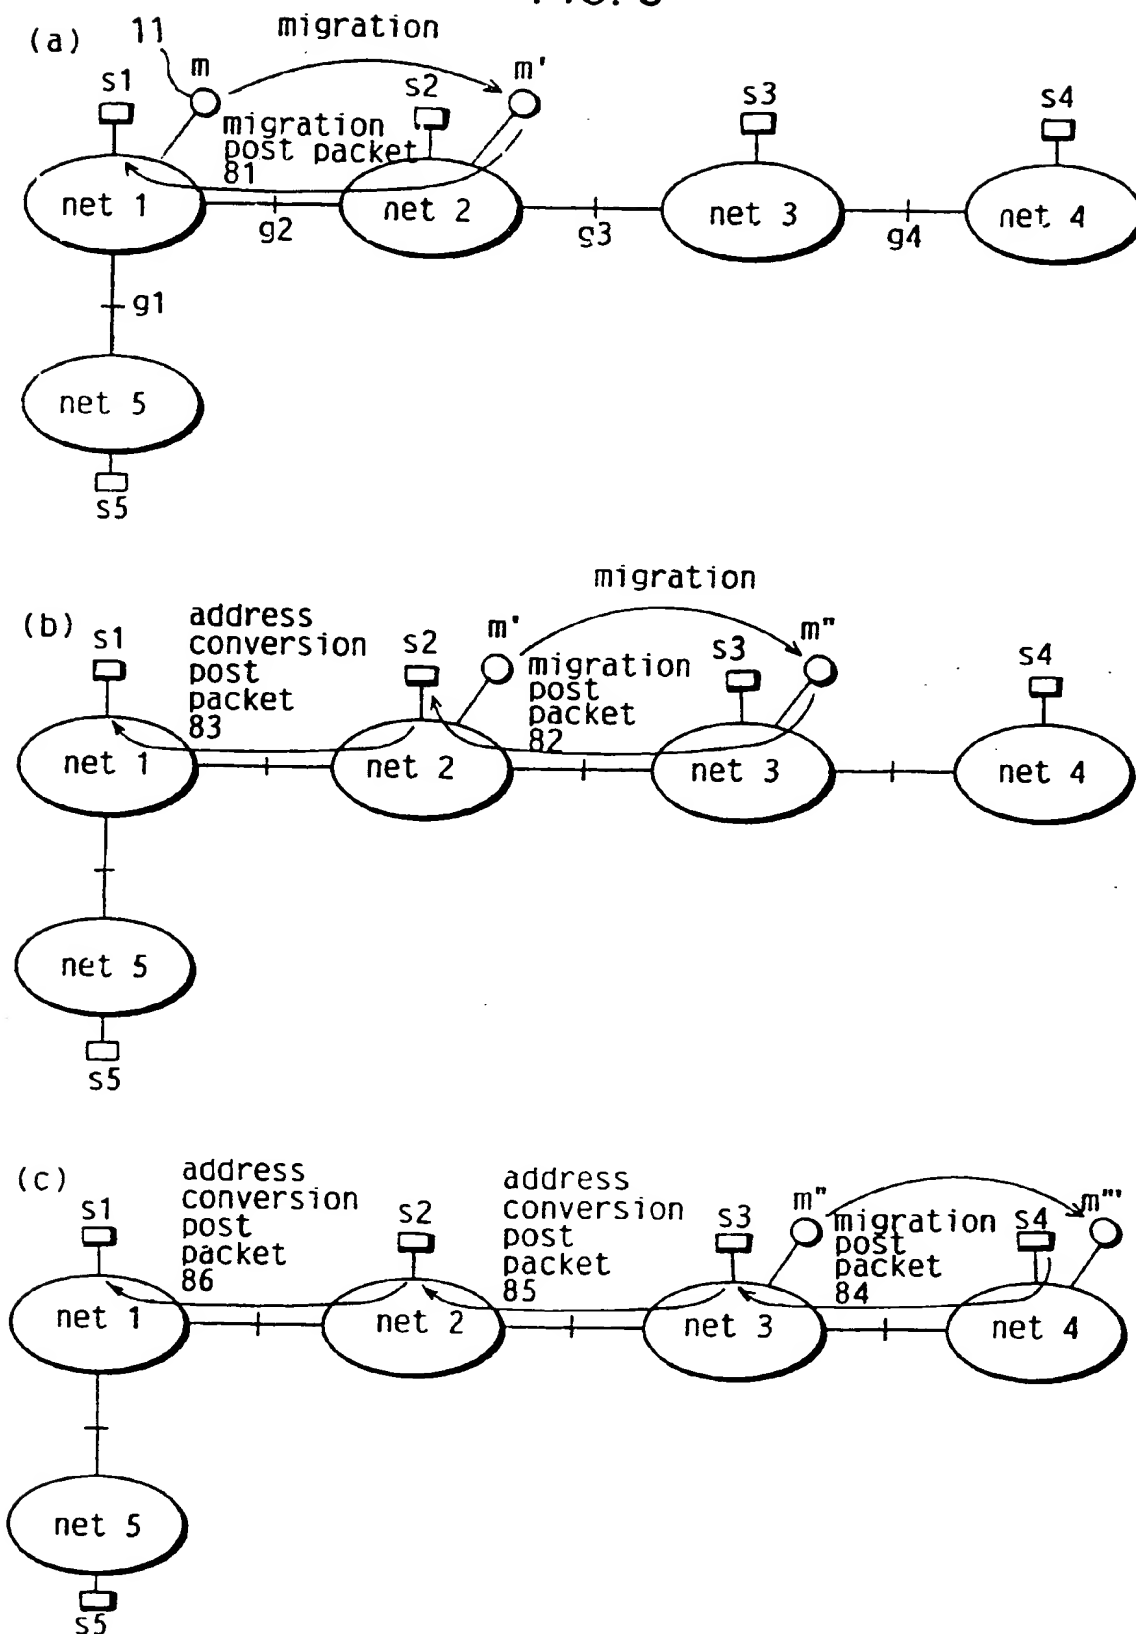 (a)
11
migration
m
m'
s1
s2
s3
s4
migration
post packet
81
net 1
net 2
net 3
net 4
g2
g3
g4
g1
net 5
s5
migration
(b)
s1
address
conversion
post
packet
83
s2
m'
migration
post
packet
82
s3
m"
s4
net 1
net 2
net 3
net 4
net 5
s5
(c)
s1
address
conversion
post
packet
86
s2
address
conversion
post
packet
85
s3
m"
migration
post
packet
84
s4
m"'
net 1
net 2
net 3
net 4
net 5
s5